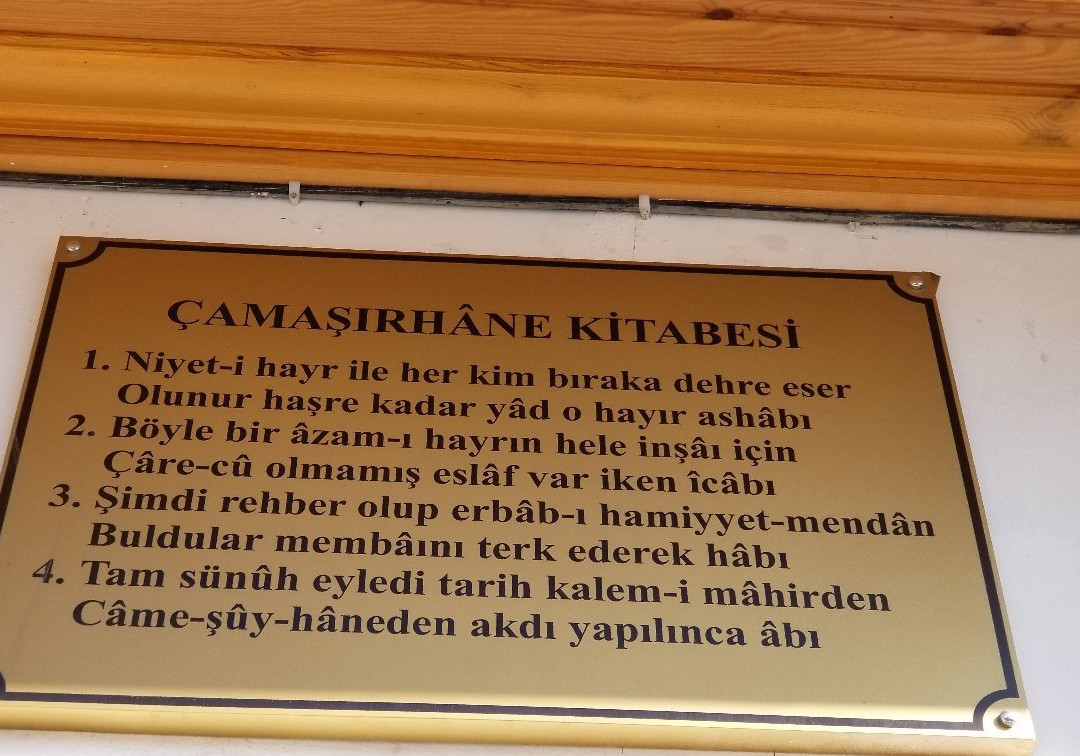 ÇAMAŞIRHÂNE KİTABESİ
1. Niyet-i hayr ile her kim bıraka dehre eser
Olunur haşre kadar yâd o hayır ashâbı
2. Böyle bir âzam-ı hayrın hele inşâı için
Çâre-cû olmamış eslâf var iken îcâbı
3. Şimdi rehber olup erbâb-ı hamiyyet-mendân
Buldular membâını terk ederek hâbı
4. Tam sünûh eyledi tarih kalem-i mâhirden
Câme-şûy-hâneden akdı yapılınca âbı